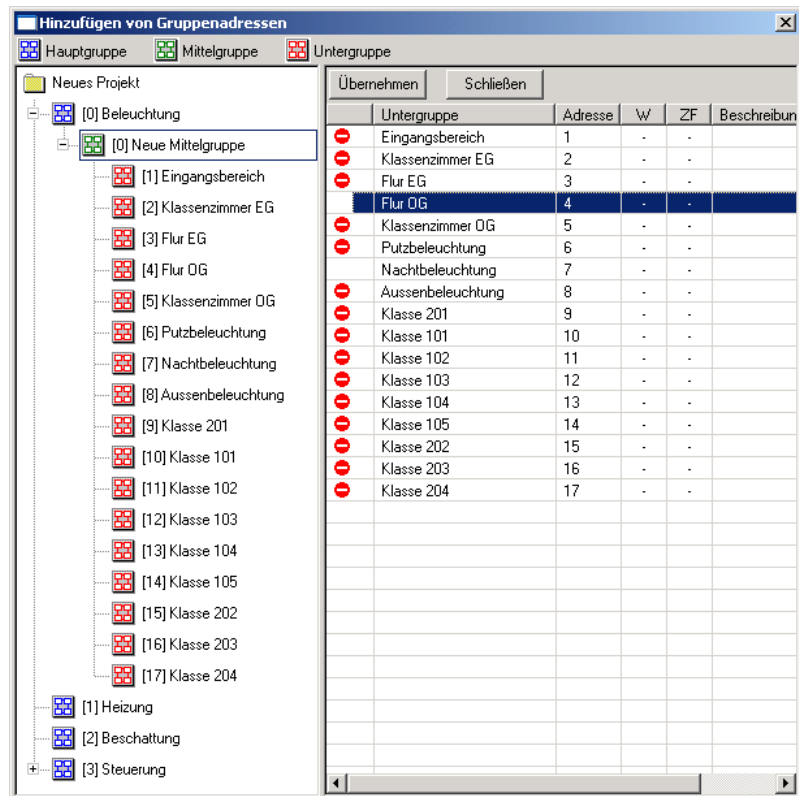 Hinzufügen von Gruppenadressen
Hauptgruppe Mittelgruppe Untergruppe
Neues Projekt
[0] Beleuchtung
[0] Neue Mittelgruppe
[1] Eingangsbereich
[2] Klassenzimmer EG
[3] Flur EG
[4] Flur OG
[5] Klassenzimmer OG
[6] Putzbeleuchtung
[7] Nachtbeleuchtung
[8] Aussenbeleuchtung
[9] Klasse 201
[10] Klasse 101
[11] Klasse 102
[12] Klasse 103
[13] Klasse 104
[14] Klasse 105
[15] Klasse 202
[16] Klasse 203
[17] Klasse 204
[1] Heizung
[2] Beschattung
[3] Steuerung
Übernehmen Schließen
Untergruppe Adresse W ZF Beschreibun
Eingangsbereich 1 - -
Klassenzimmer EG 2 - -
Flur EG 3 - -
Flur OG 4 - -
Klassenzimmer OG 5 - -
Putzbeleuchtung 6 - -
Nachtbeleuchtung 7 - -
Aussenbeleuchtung 8 - -
Klasse 201 9 - -
Klasse 101 10 - -
Klasse 102 11 - -
Klasse 103 12 - -
Klasse 104 13 - -
Klasse 105 14 - -
Klasse 202 15 - -
Klasse 203 16 - -
Klasse 204 17 - -